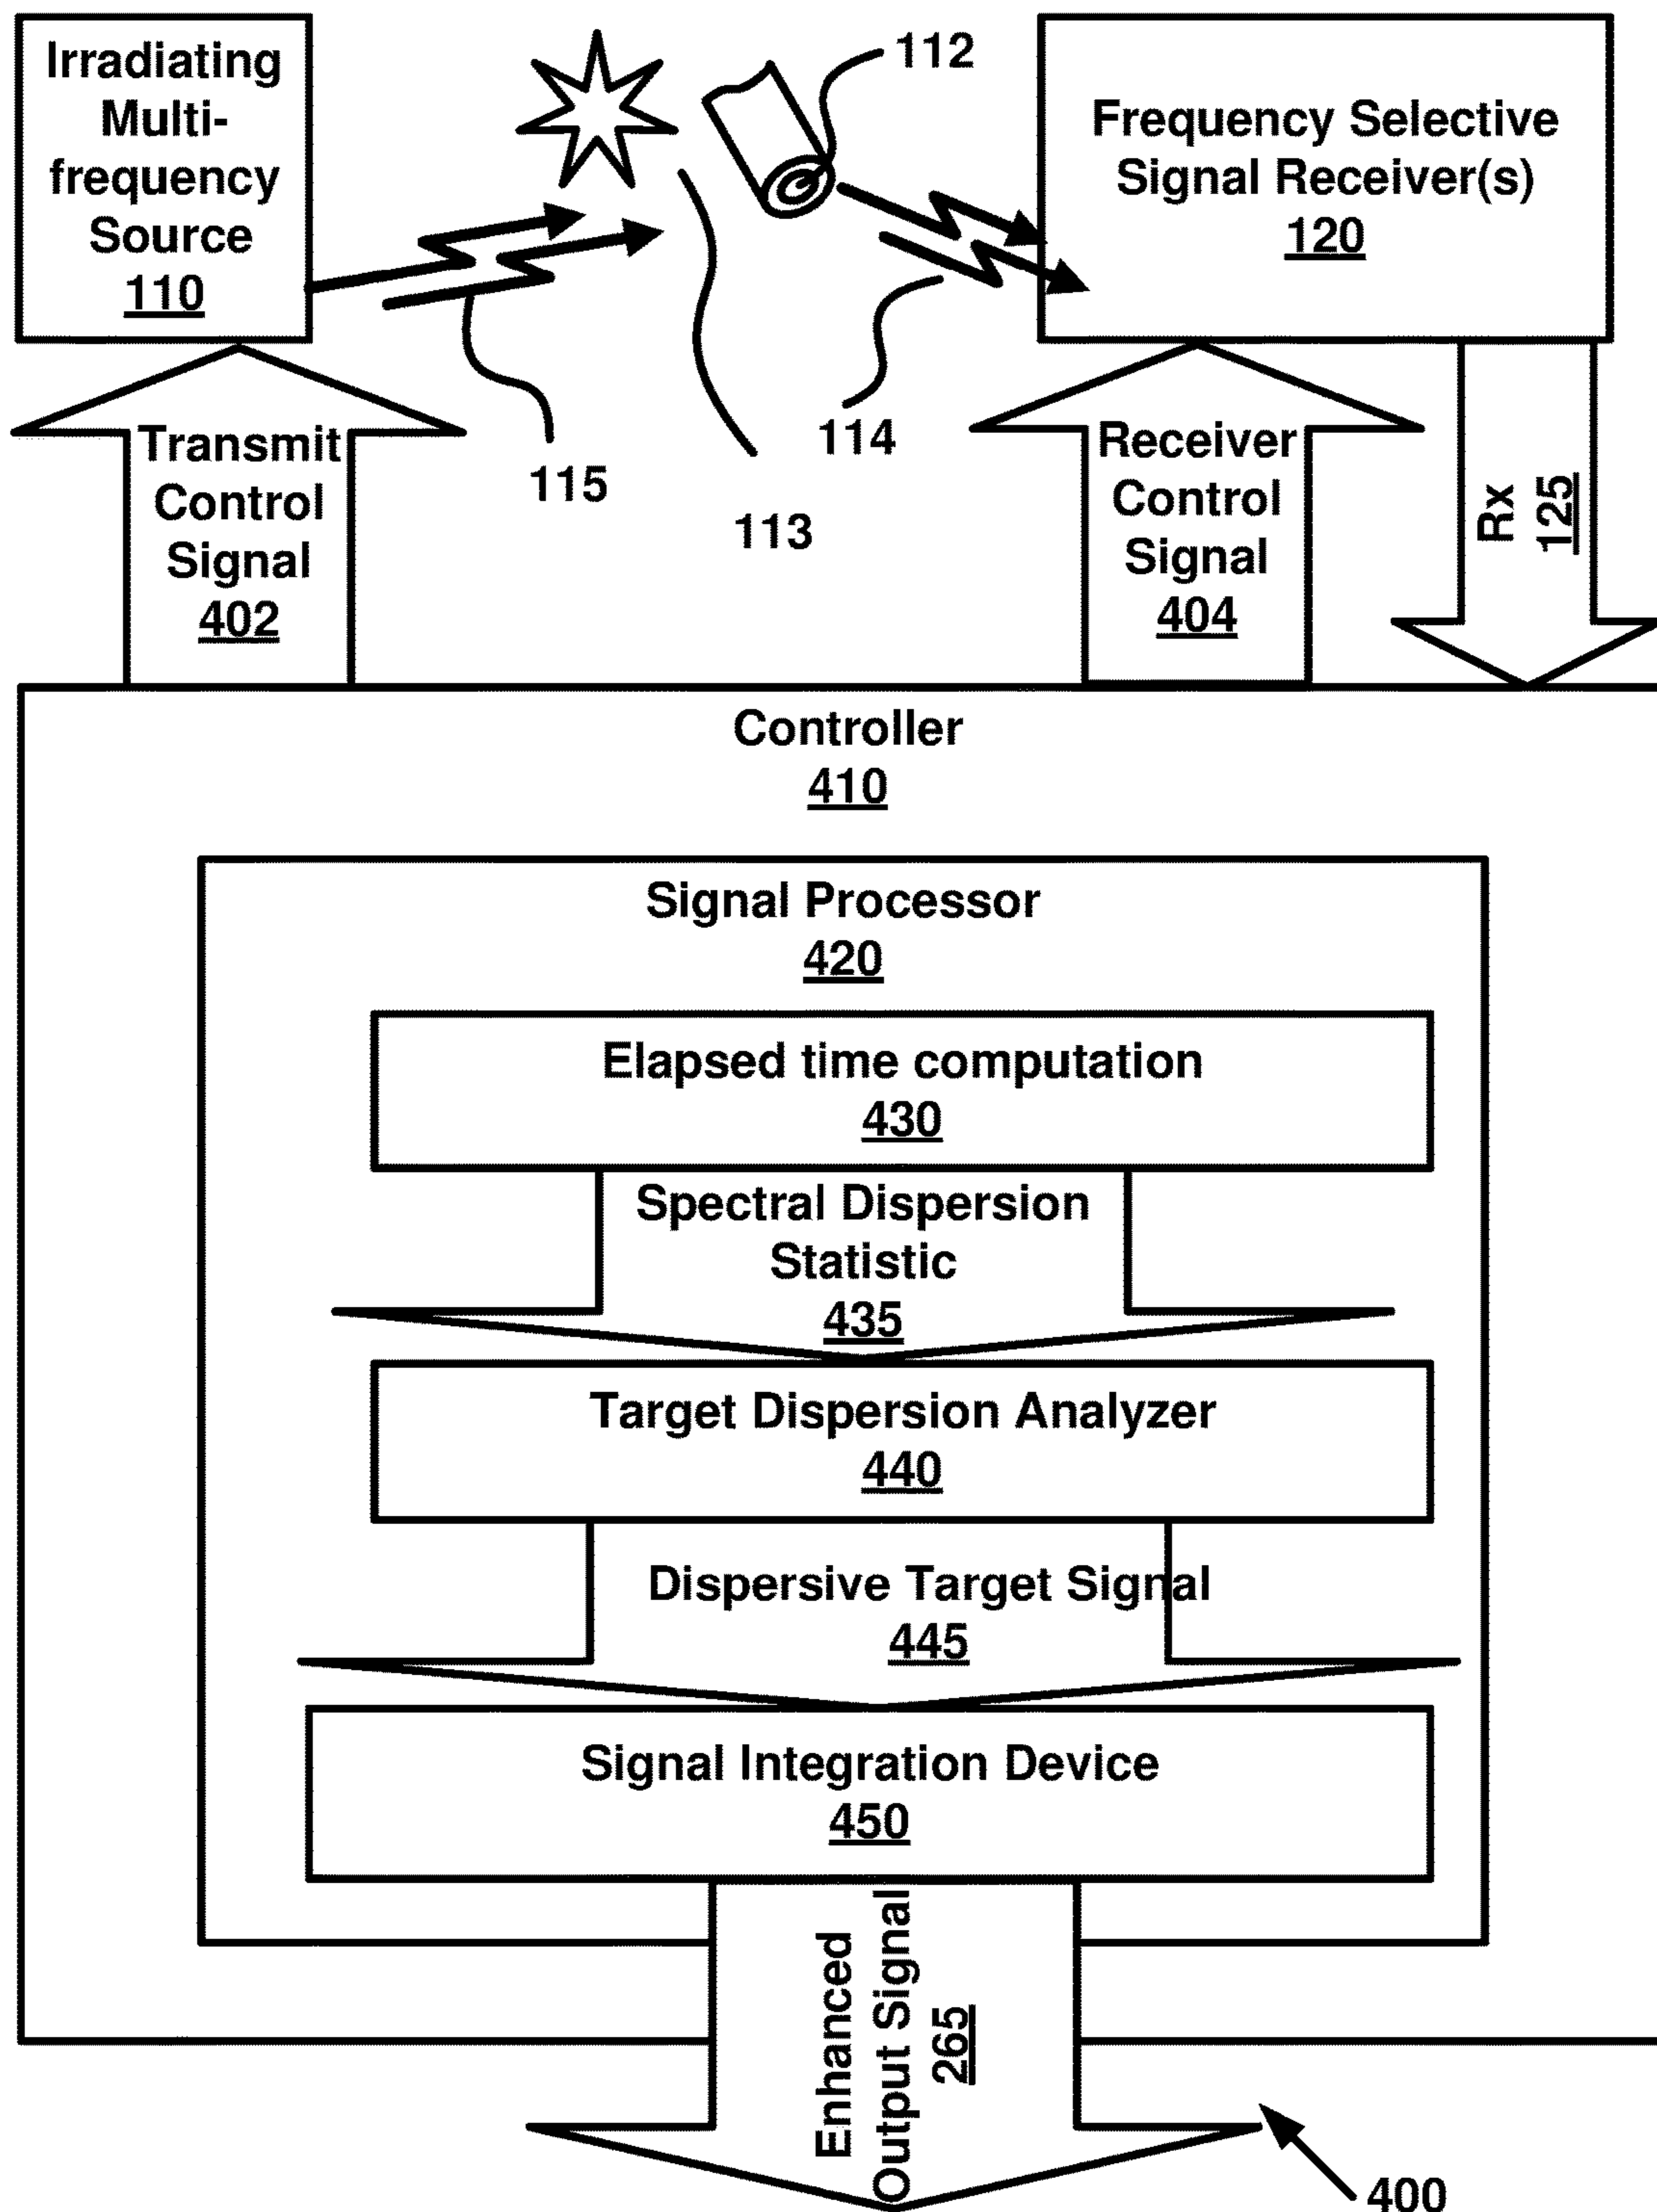 Irradiating
Multi-
frequency
Source
110
112
Frequency Selective
Signal Receiver(s)
120
115
113
114
Transmit
Control
Signal
402
Receiver
Control
Signal
404
Rx
125
Controller
410
Signal Processor
420
Elapsed time computation
430
Spectral Dispersion
Statistic
435
Target Dispersion Analyzer
440
Dispersive Target Signal
445
Signal Integration Device
450
Enhanced
Output Signal
265
400